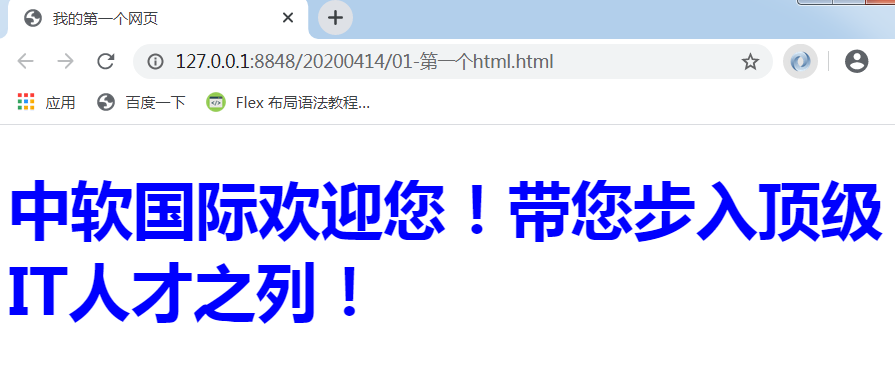 我的第一个网页
127.0.0.1:8848/20200414/01-第一个html.html
应用 百度一下 Flex 布局语法教程...
中软国际欢迎您！带您步入顶级
IT人才之列！